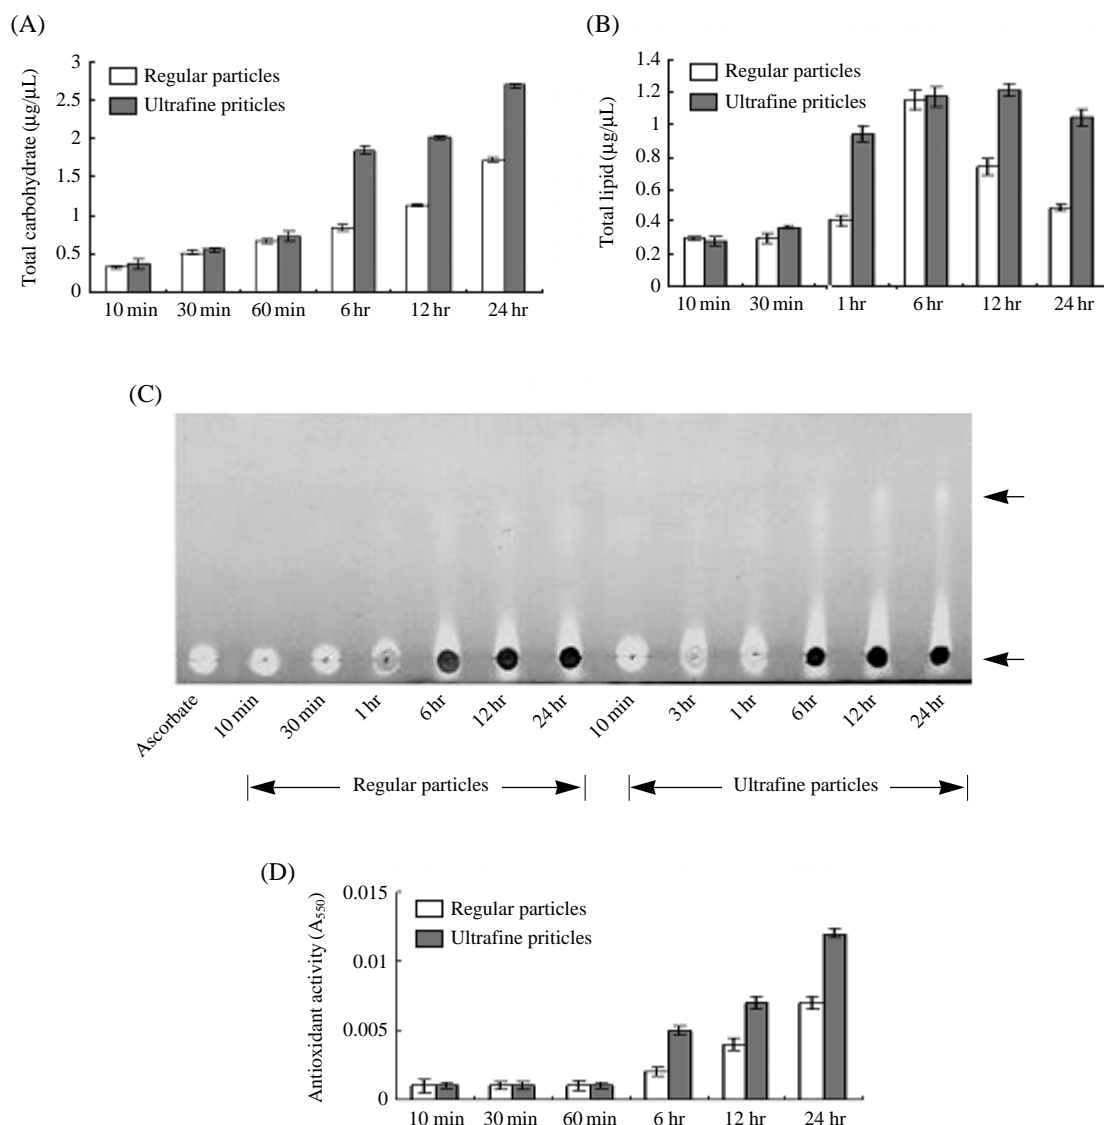 (A)
Total carbohydrate (µg/µL)
3
2.5
2
1.5
1
0.5
0
Regular particles
Ultrafine priticles
10 min 30 min 60 min 6 hr 12 hr 24 hr
(B)
Total lipid (µg/µL)
1.4
1.2
1
0.8
0.6
0.4
0.2
0
Regular particles
Ultrafine priticles
10 min 30 min 1 hr 6 hr 12 hr 24 hr
(C)
Ascorbate 10 min 30 min 1 hr 6 hr 12 hr 24 hr 10 min 3 hr 1 hr 6 hr 12 hr 24 hr
Regular particles Ultrafine particles
(D)
Antioxidant activity (A550)
0.015
0.01
0.005
0
Regular particles
Ultrafine priticles
10 min 30 min 60 min 6 hr 12 hr 24 hr